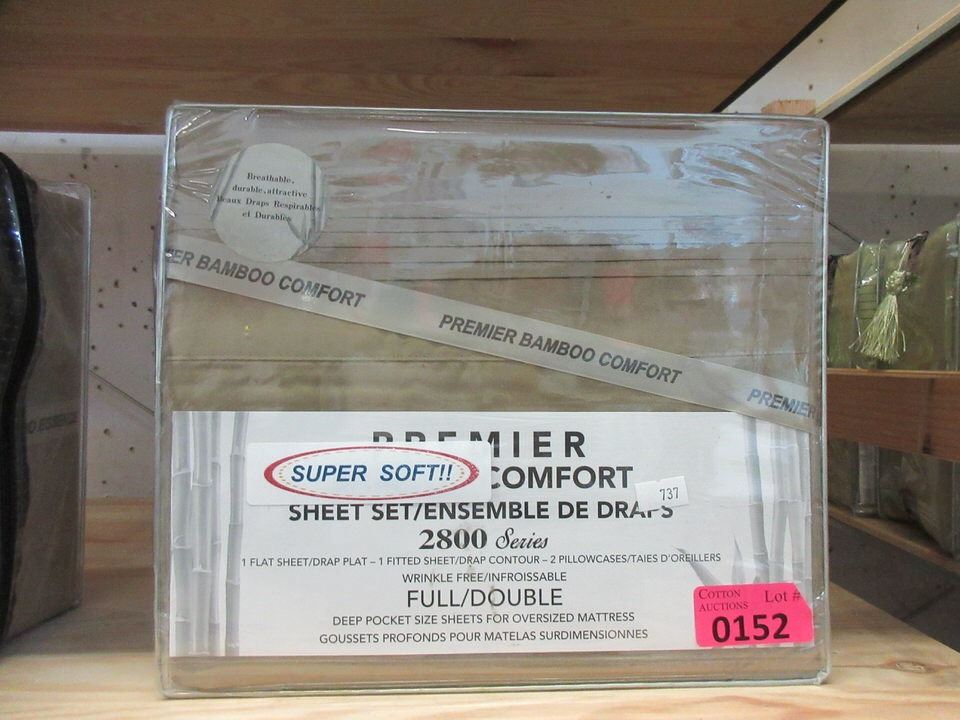 Breathable,
durable, attractive
Beaux Draps Respirables
et Durables
ER BAMBOO COMFORT
PREMIER BAMBOO COMFORT
PREMIE
PREMIER
COMFORT
SUPER SOFT!!
737
SHEET SET/ENSEMBLE DE DRAPS
2800 Series
1 FLAT SHEET/DRAP PLAT – 1 FITTED SHEET/DRAP CONTOUR – 2 PILLOWCASES/TAIES D'OREILLERS
WRINKLE FREE/INFROISSABLE
FULL/DOUBLE
DEEP POCKET SIZE SHEETS FOR OVERSIZED MATTRESS
GOUSSETS PROFONDS POUR MATELAS SURDIMENSIONNES
COTTON AUCTIONS Lot #
0152